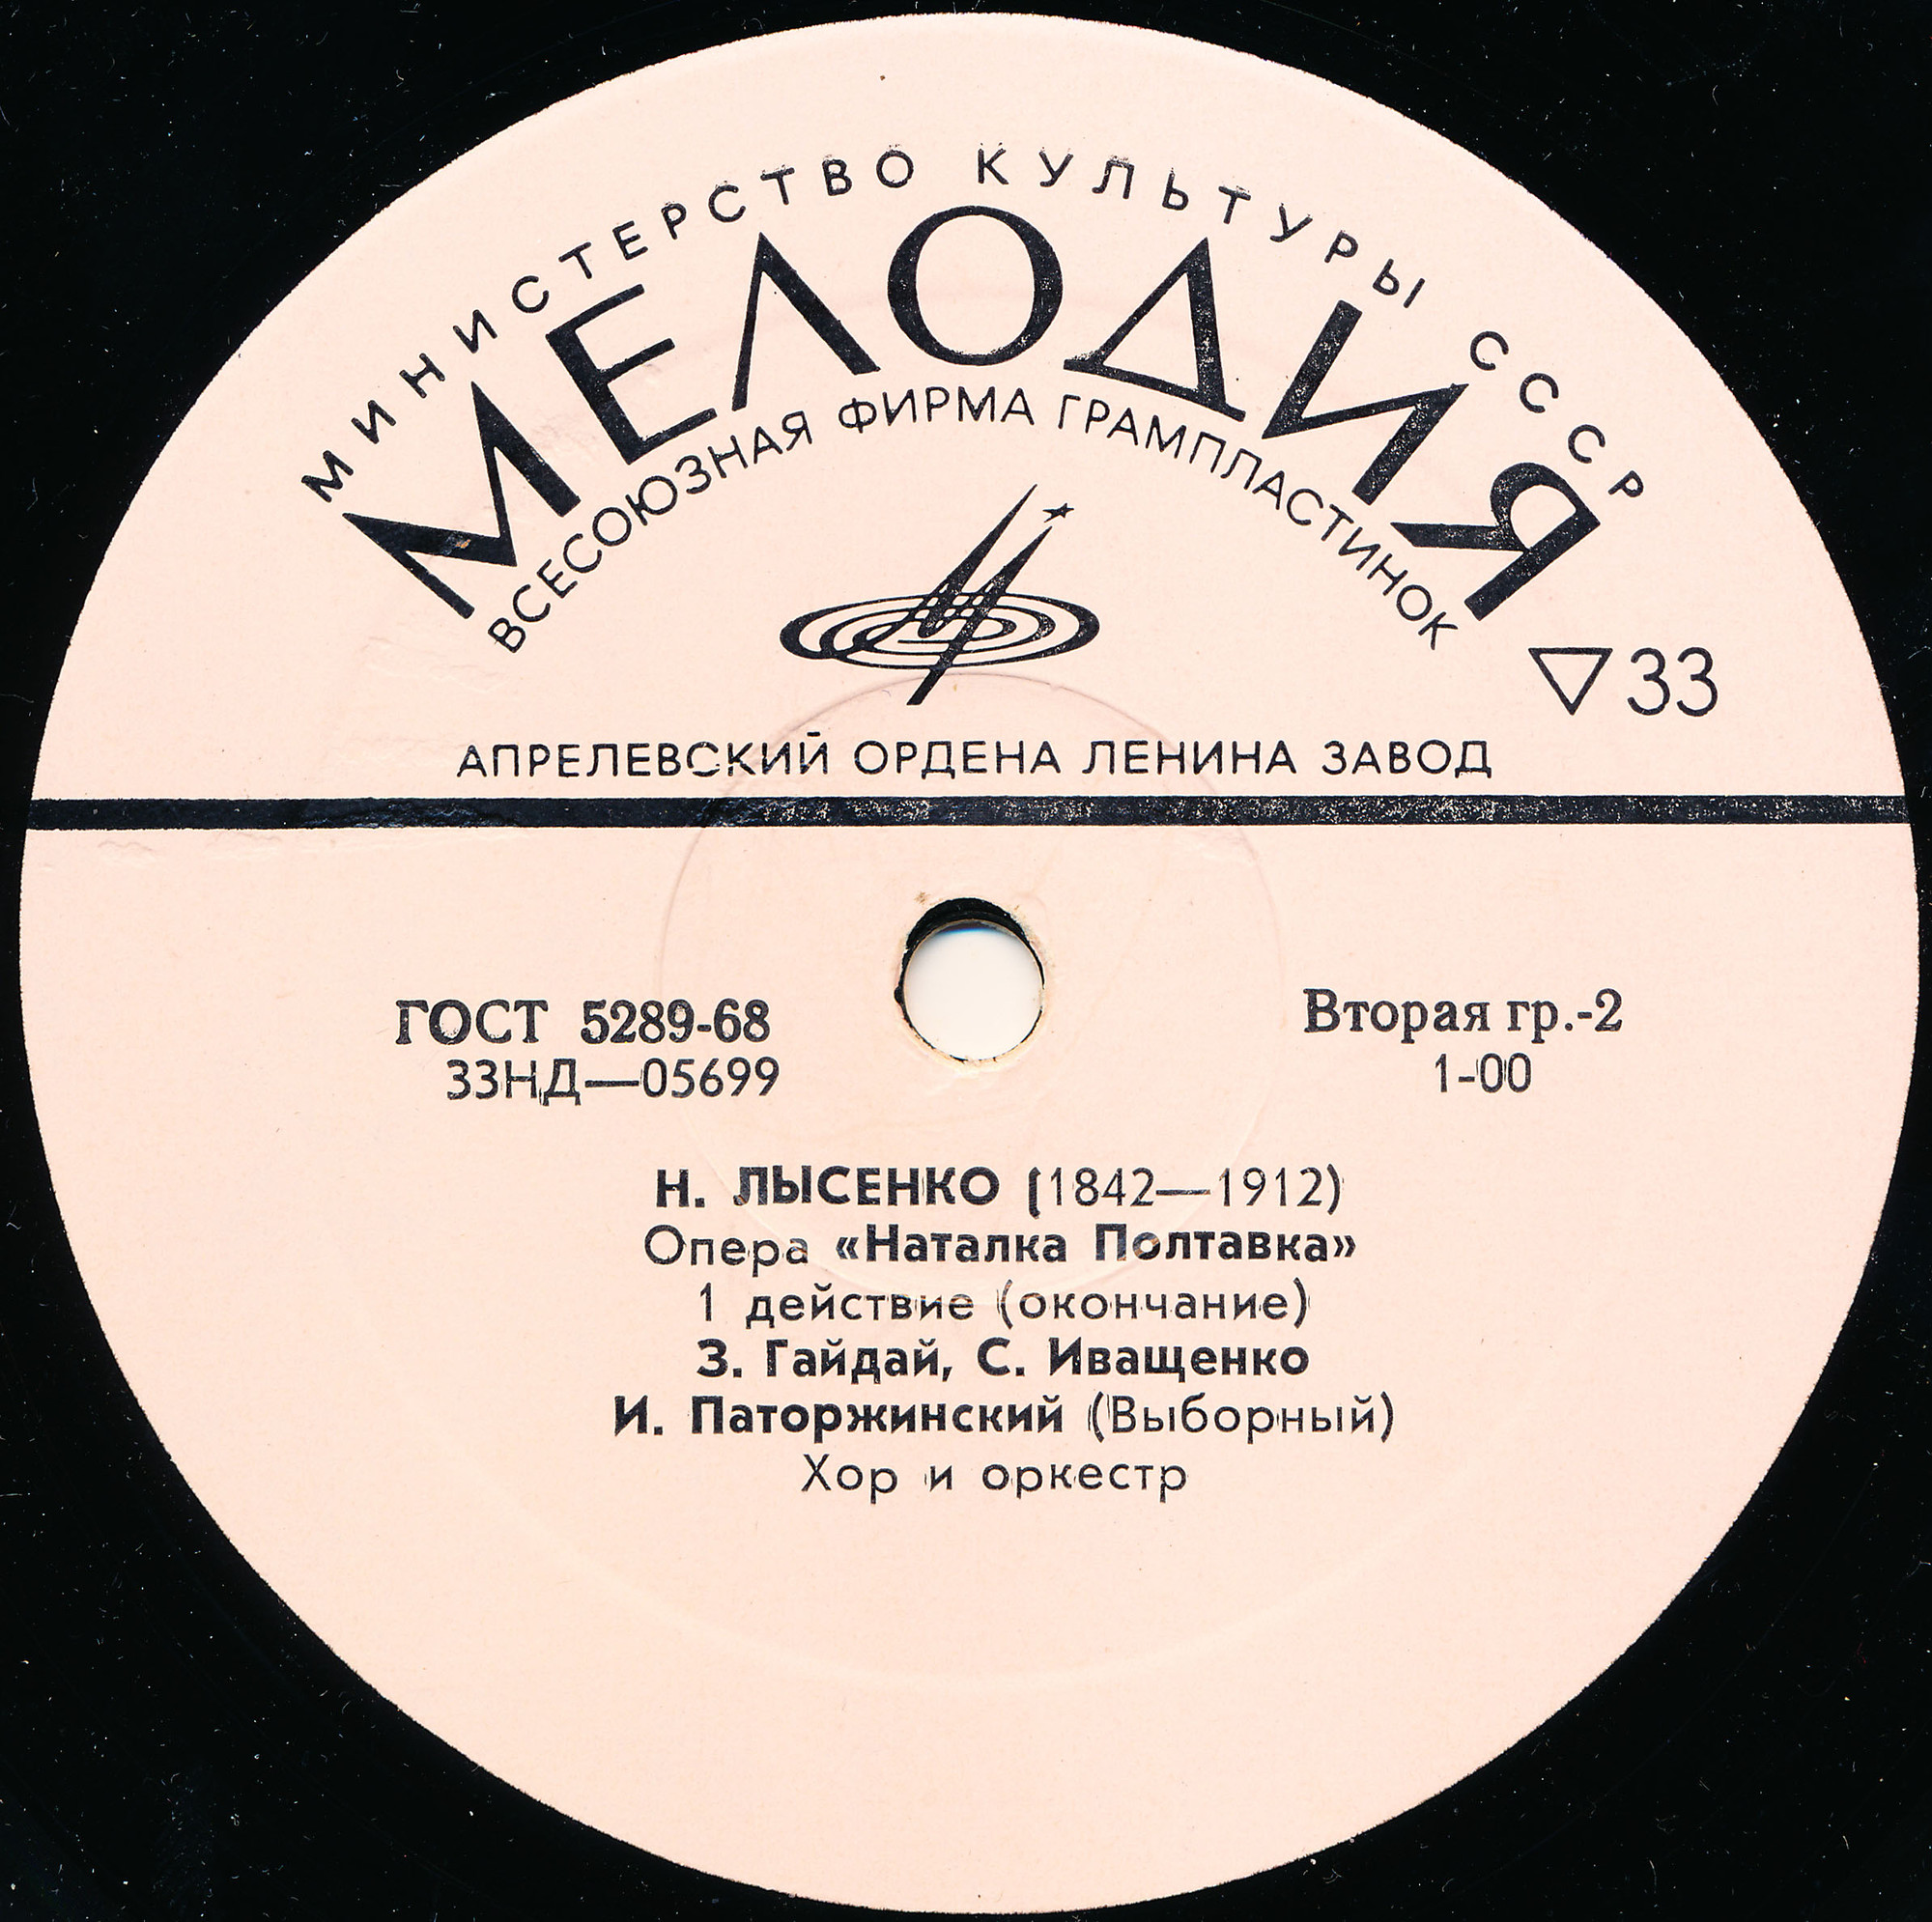 МИНИСТЕРСТВО КУЛЬТУРЫ СССР
МЕЛОДИЯ
ВСЕСОЮЗНАЯ ФИРМА ГРАМПЛАСТИНОК
33
АПРЕЛЕВСКИЙ ОРДЕНА ЛЕНИНА ЗАВОД
ГОСТ 5289-68
33НД—05699
Вторая гр.-2
1-00
Н. ЛЫСЕНКО (1842—1912)
Опера «Наталка Полтавка»
1 действие (окончание)
З. Гайдай, С. Иващенко
И. Паторжинский (Выборный)
Хор и оркестр